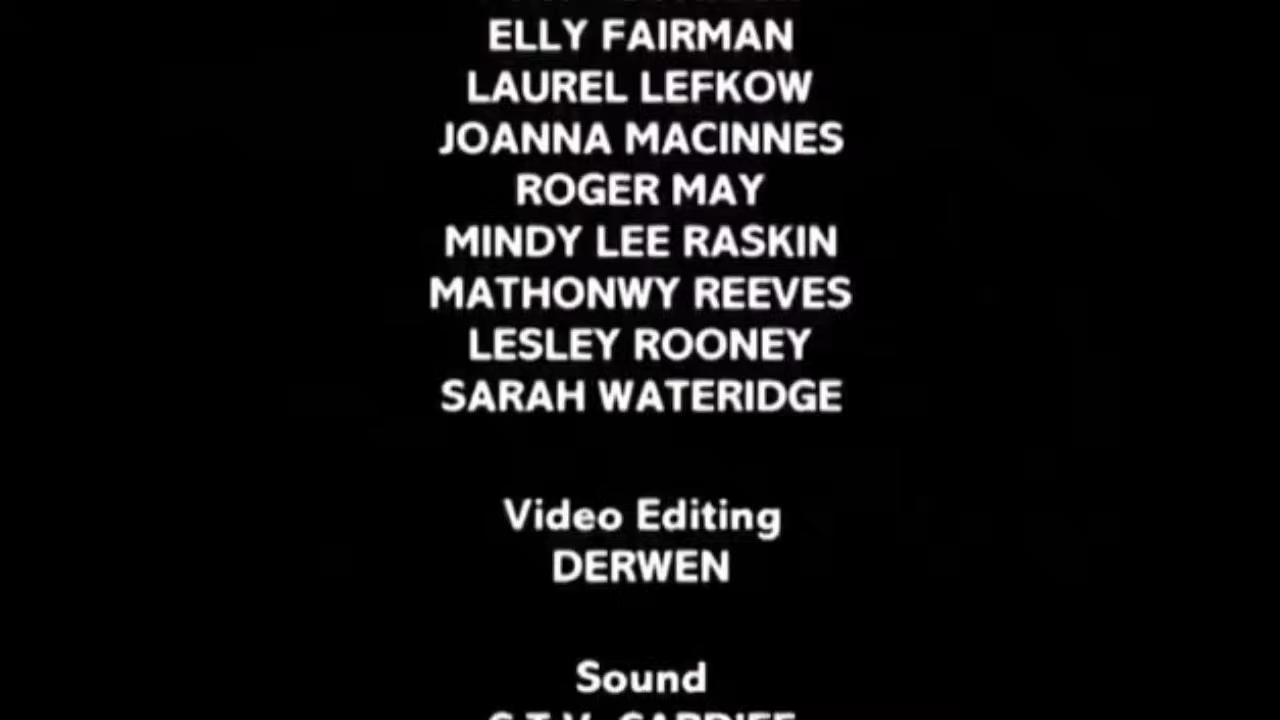 ELLY FAIRMAN
LAUREL LEFKOW
JOANNA MACINNES
ROGER MAY
MINDY LEE RASKIN
MATHONWY REEVES
LESLEY ROONEY
SARAH WATERIDGE
Video Editing
DERWEN
Sound